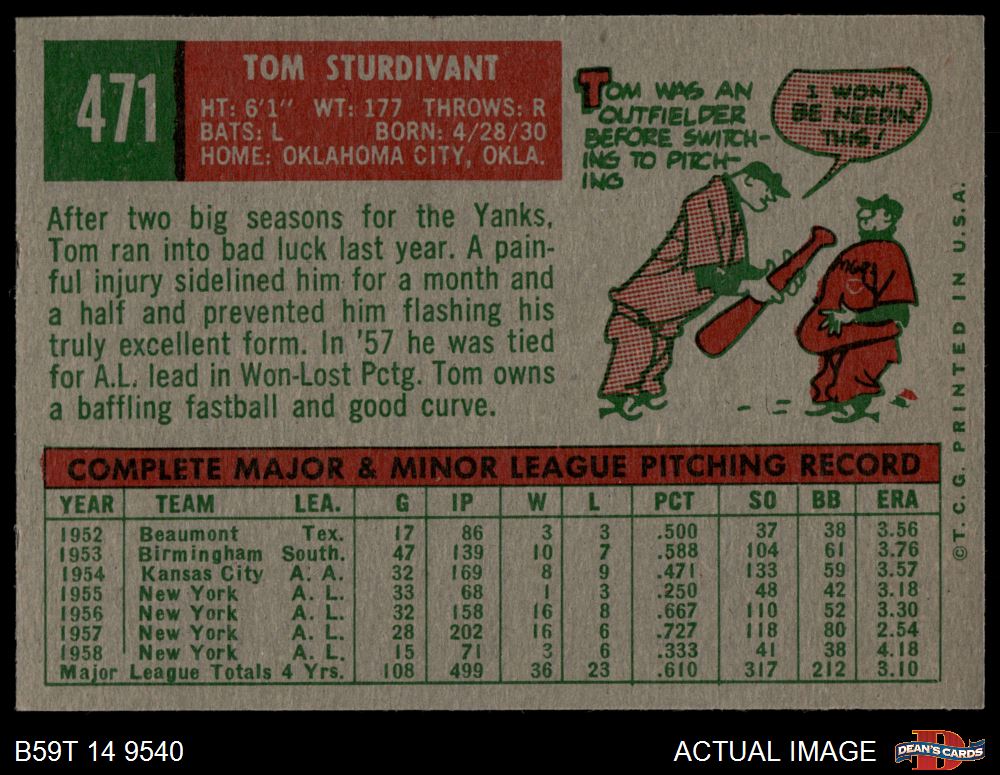 471
TOM STURDIVANT
HT: 6'1" WT: 177 THROWS: R
BATS: L BORN: 4/28/30
HOME: OKLAHOMA CITY, OKLA.
TOM WAS AN
OUTFIELDER
BEFORE SWITCH-
ING TO PITCH-
ING
I WON'T
BE NEEDIN'
THIS!
After two big seasons for the Yanks,
Tom ran into bad luck last year. A pain-
ful injury sidelined him for a month and
a half and prevented him flashing his
truly excellent form. In '57 he was tied
for A.L. lead in Won-Lost Pctg. Tom owns
a baffling fastball and good curve.
MGR
COMPLETE MAJOR & MINOR LEAGUE PITCHING RECORD
YEAR TEAM LEA. G IP W L PCT SO BB ERA
1952 Beaumont Tex. 17 86 3 3 .500 37 38 3.56
1953 Birmingham South. 47 139 10 7 .588 104 61 3.76
1954 Kansas City A. A. 32 169 8 9 .471 133 59 3.57
1955 New York A. L. 33 68 1 3 .250 48 42 3.18
1956 New York A. L. 32 158 16 8 .667 110 52 3.30
1957 New York A. L. 28 202 16 6 .727 118 80 2.54
1958 New York A. L. 15 71 3 6 .333 41 38 4.18
Major League Totals 4 Yrs. 108 499 36 23 .610 317 212 3.10
© T. C. G. PRINTED IN U.S.A.
B59T 14 9540
ACTUAL IMAGE
DEAN'S CARDS